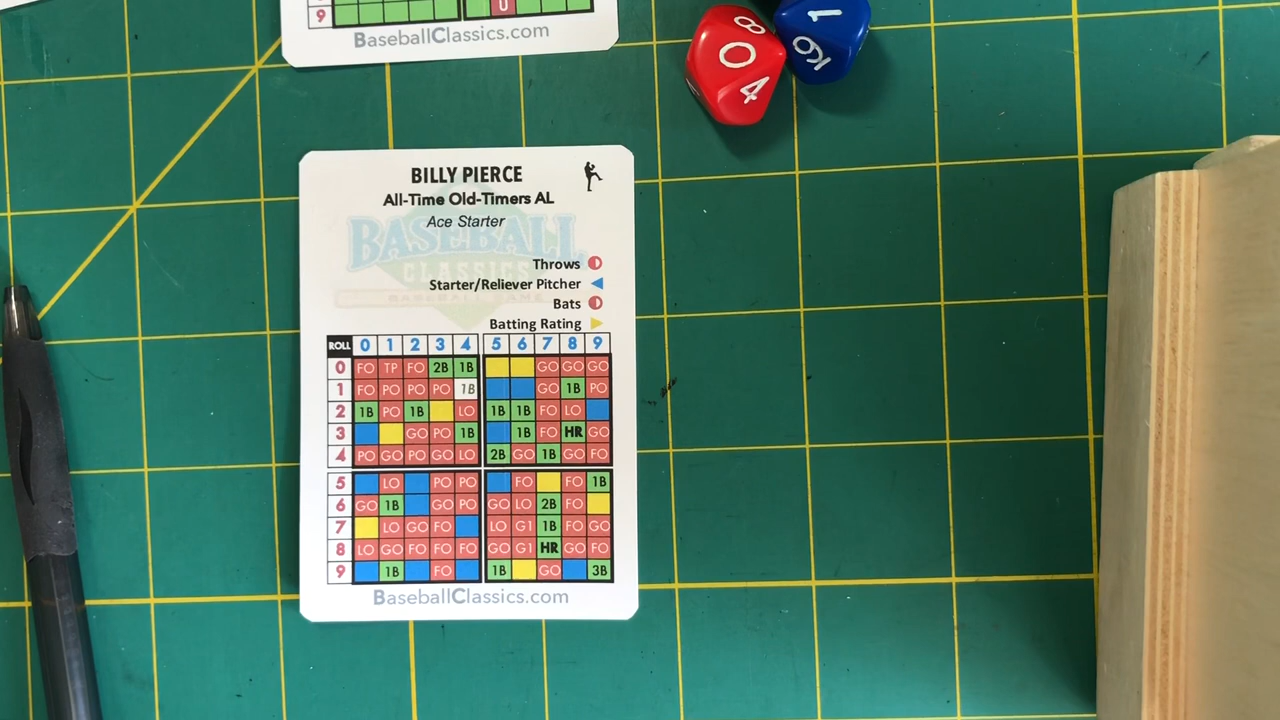 9 U
BaseballClassics.com
8
0
4
1
9
BILLY PIERCE
All-Time Old-Timers AL
Ace Starter
BASEBALL
CLASSICS
BASEBALL GAME
Throws
Starter/Reliever Pitcher
Bats
Batting Rating
ROLL 0 1 2 3 4 5 6 7 8 9
0 FO TP FO 2B 1B GO GO GO
1 FO PO PO PO 1B GO 1B PO
2 1B PO 1B LO 1B 1B FO LO
3 GO PO 1B 1B FO HR GO
4 PO GO PO GO LO 2B GO 1B GO FO
5 LO PO PO FO FO 1B
6 GO 1B GO PO GO LO 2B FO
7 LO GO FO LO G1 1B FO GO
8 LO GO FO FO FO GO G1 HR GO FO
9 1B FO 1B GO 3B
BaseballClassics.com